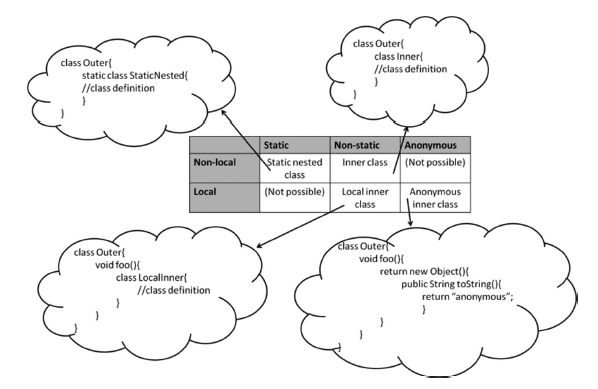 class Outer{
static class StaticNested{
//class definition
}
}
class Outer{
class Inner{
//class definition
}
}
Static Non-static Anonymous
Non-local Static nested class Inner class (Not possible)
Local (Not possible) Local inner class Anonymous inner class
class Outer{
void foo(){
class LocalInner{
//class definition
}
}
}
class Outer{
void foo(){
return new Object(){
public String toString(){
return “anonymous”;
}
}
}
}